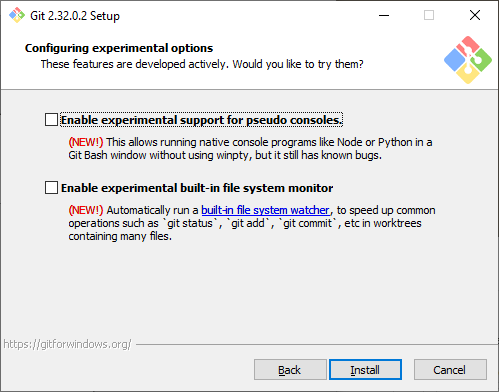 Git 2.32.0.2 Setup
Configuring experimental options
These features are developed actively. Would you like to try them?
Enable experimental support for pseudo consoles.
(NEW!) This allows running native console programs like Node or Python in a
Git Bash window without using winpty, but it still has known bugs.
Enable experimental built-in file system monitor
(NEW!) Automatically run a built-in file system watcher, to speed up common
operations such as `git status`, `git add`, `git commit`, etc in worktrees
containing many files.
https://gitforwindows.org/
Back Install Cancel